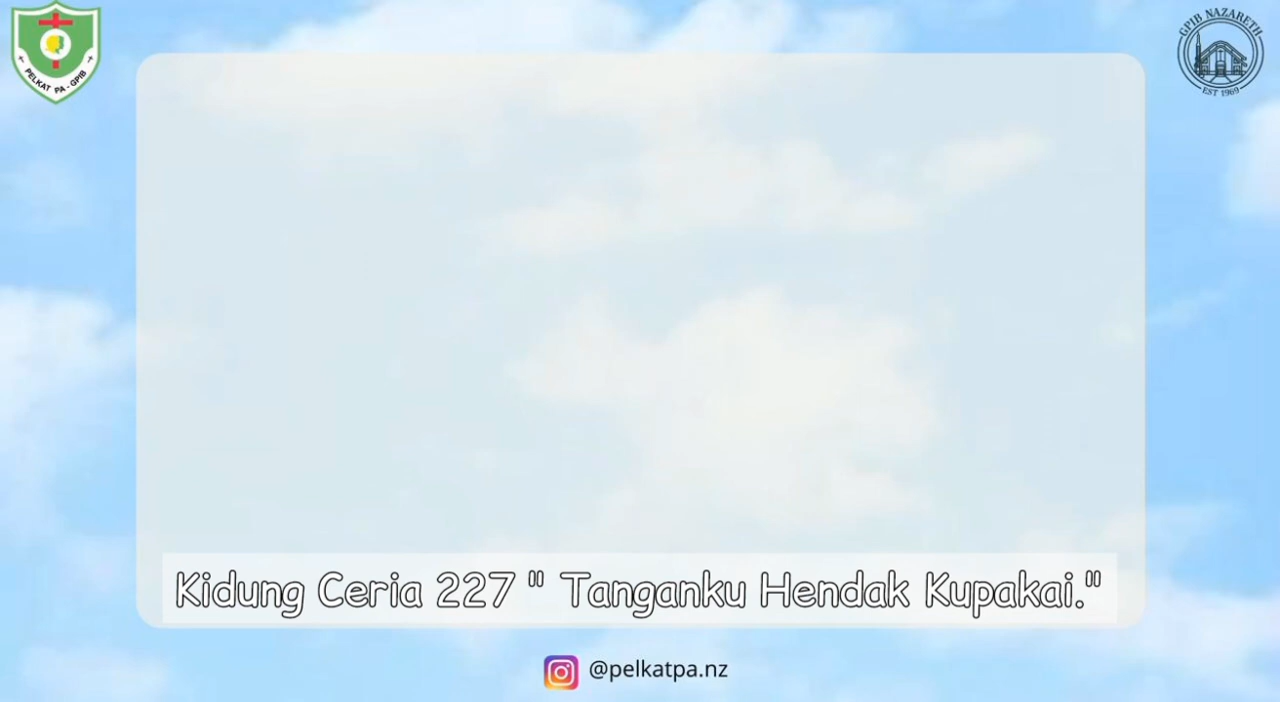 PELKAT PA - GPIB
GPIB NAZARETH
EST 1969
Kidung Ceria 227 " Tanganku Hendak Kupakai."
@pelkatpa.nz